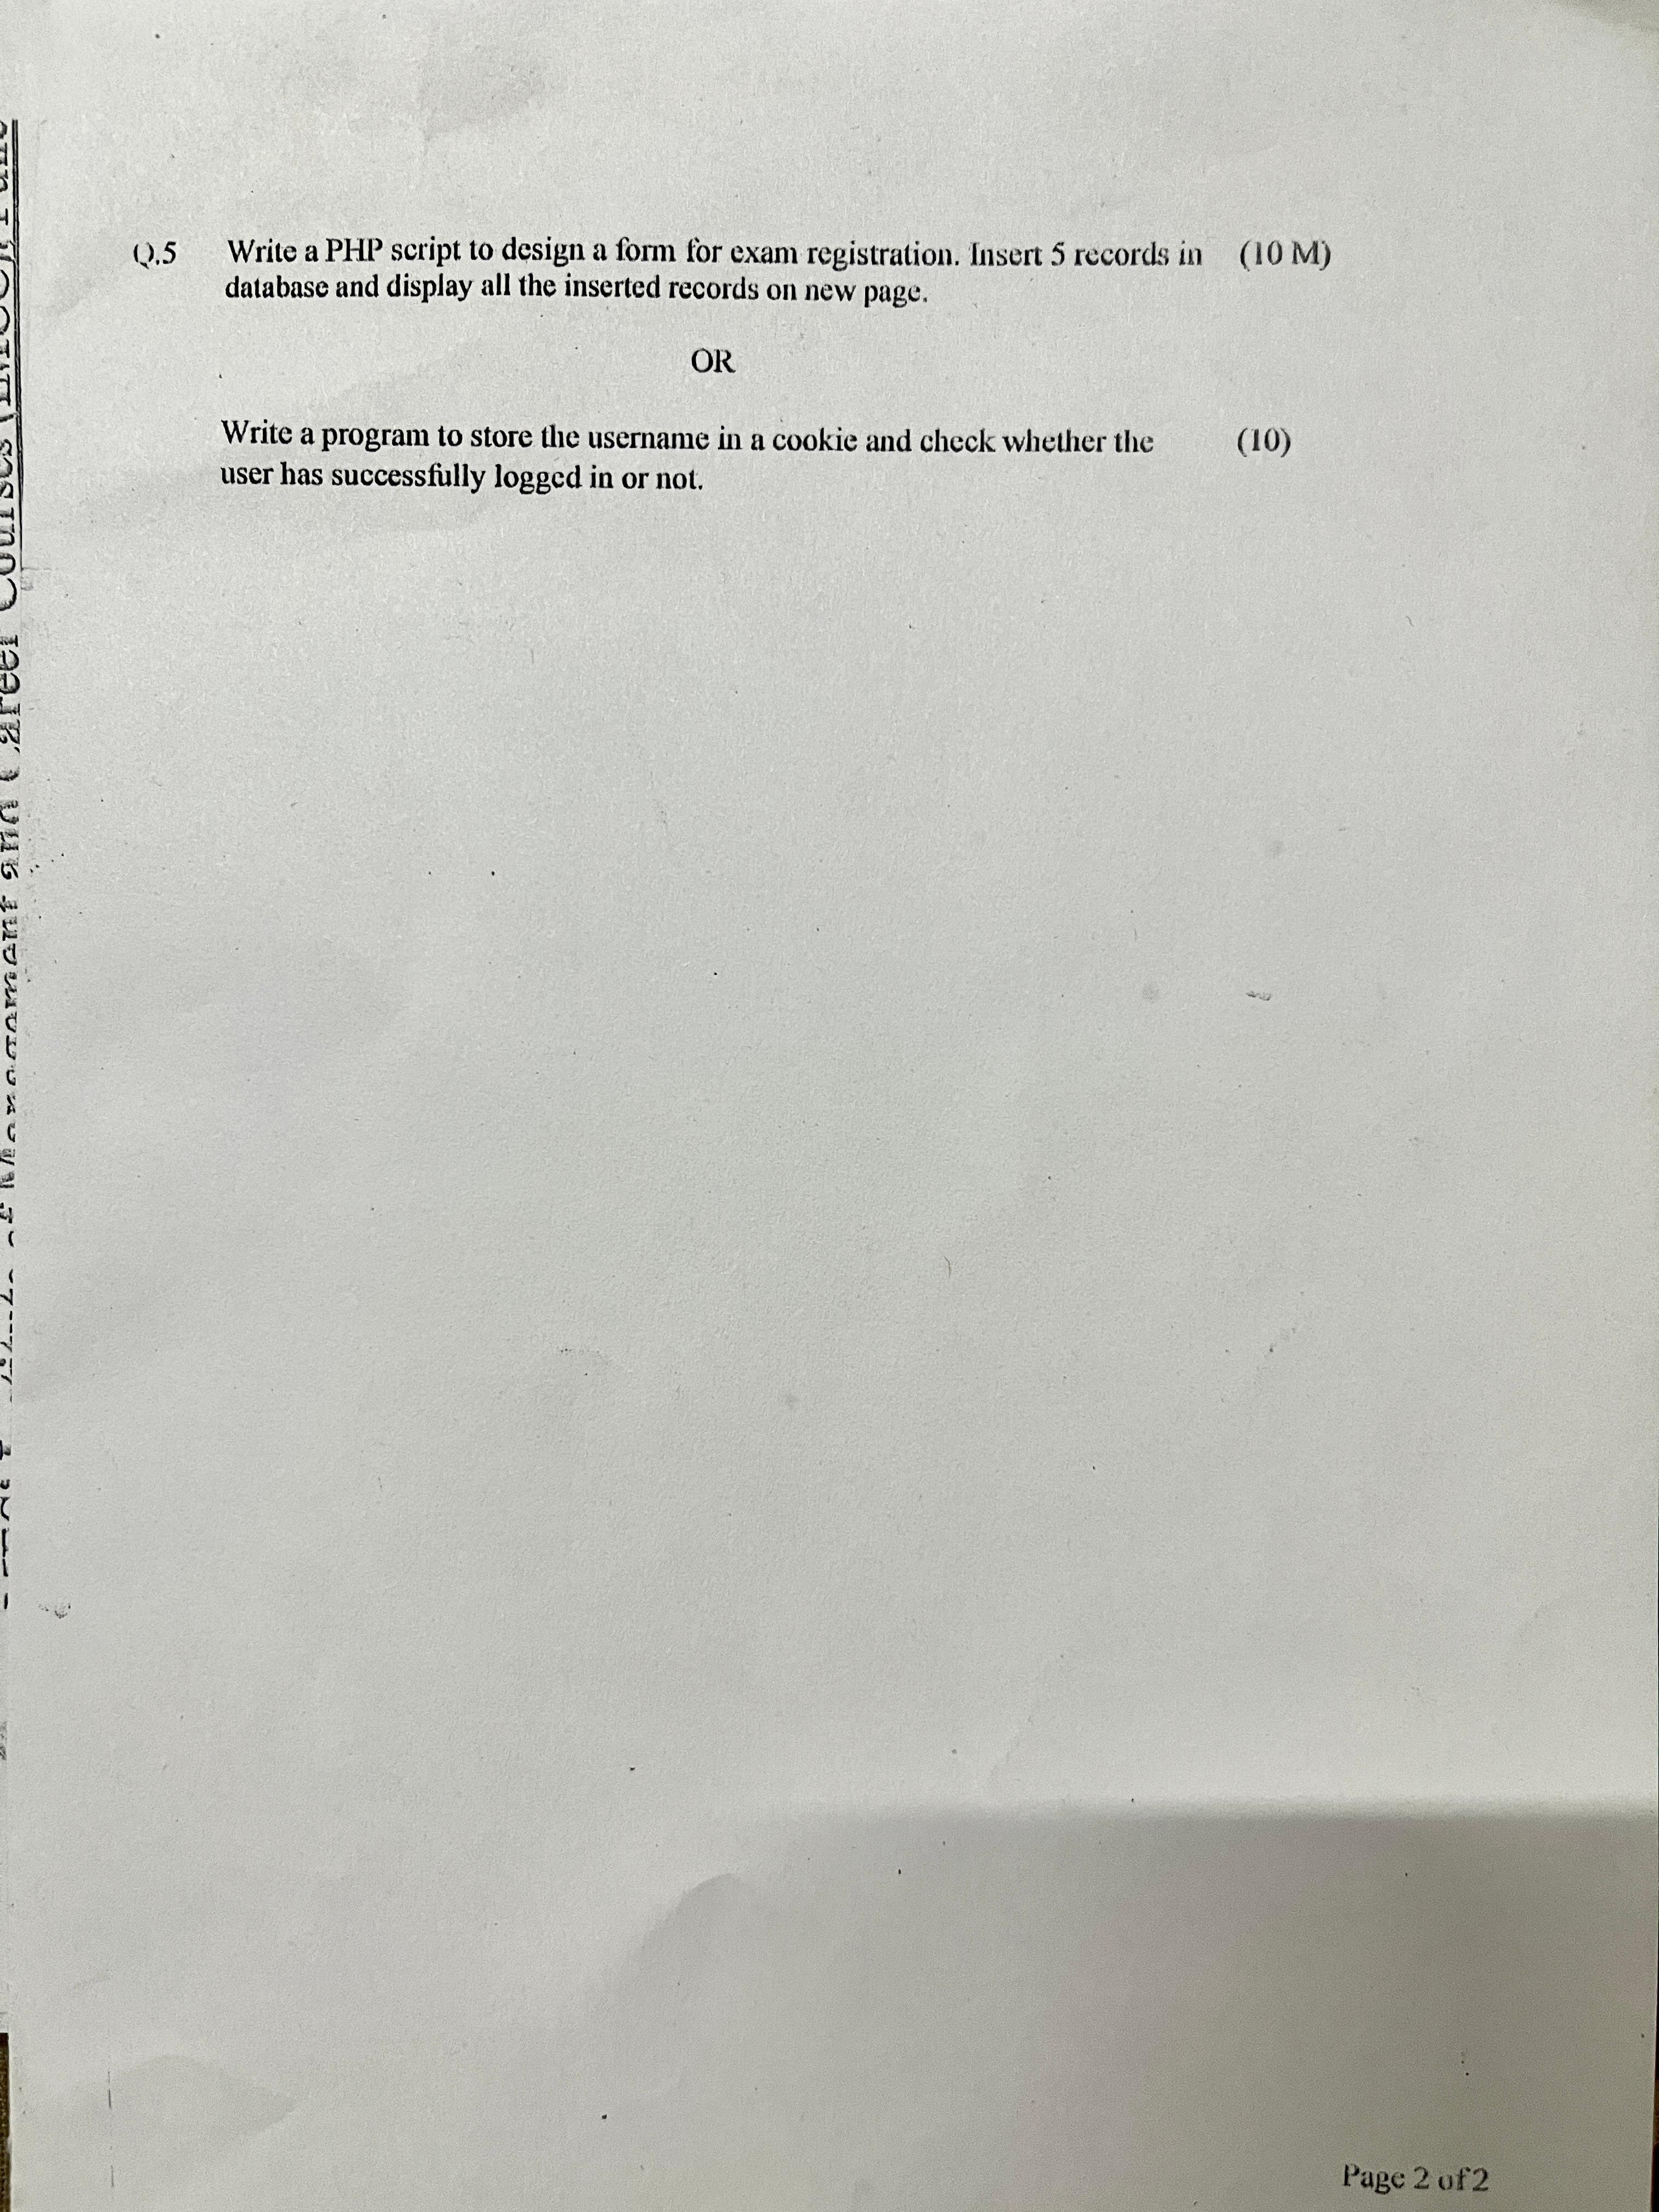 Q.5 Write a PHP script to design a form for exam registration. Insert 5 records in (10 M)
database and display all the inserted records on new page.
OR
Write a program to store the username in a cookie and check whether the (10)
user has successfully logged in or not.
Page 2 of 2